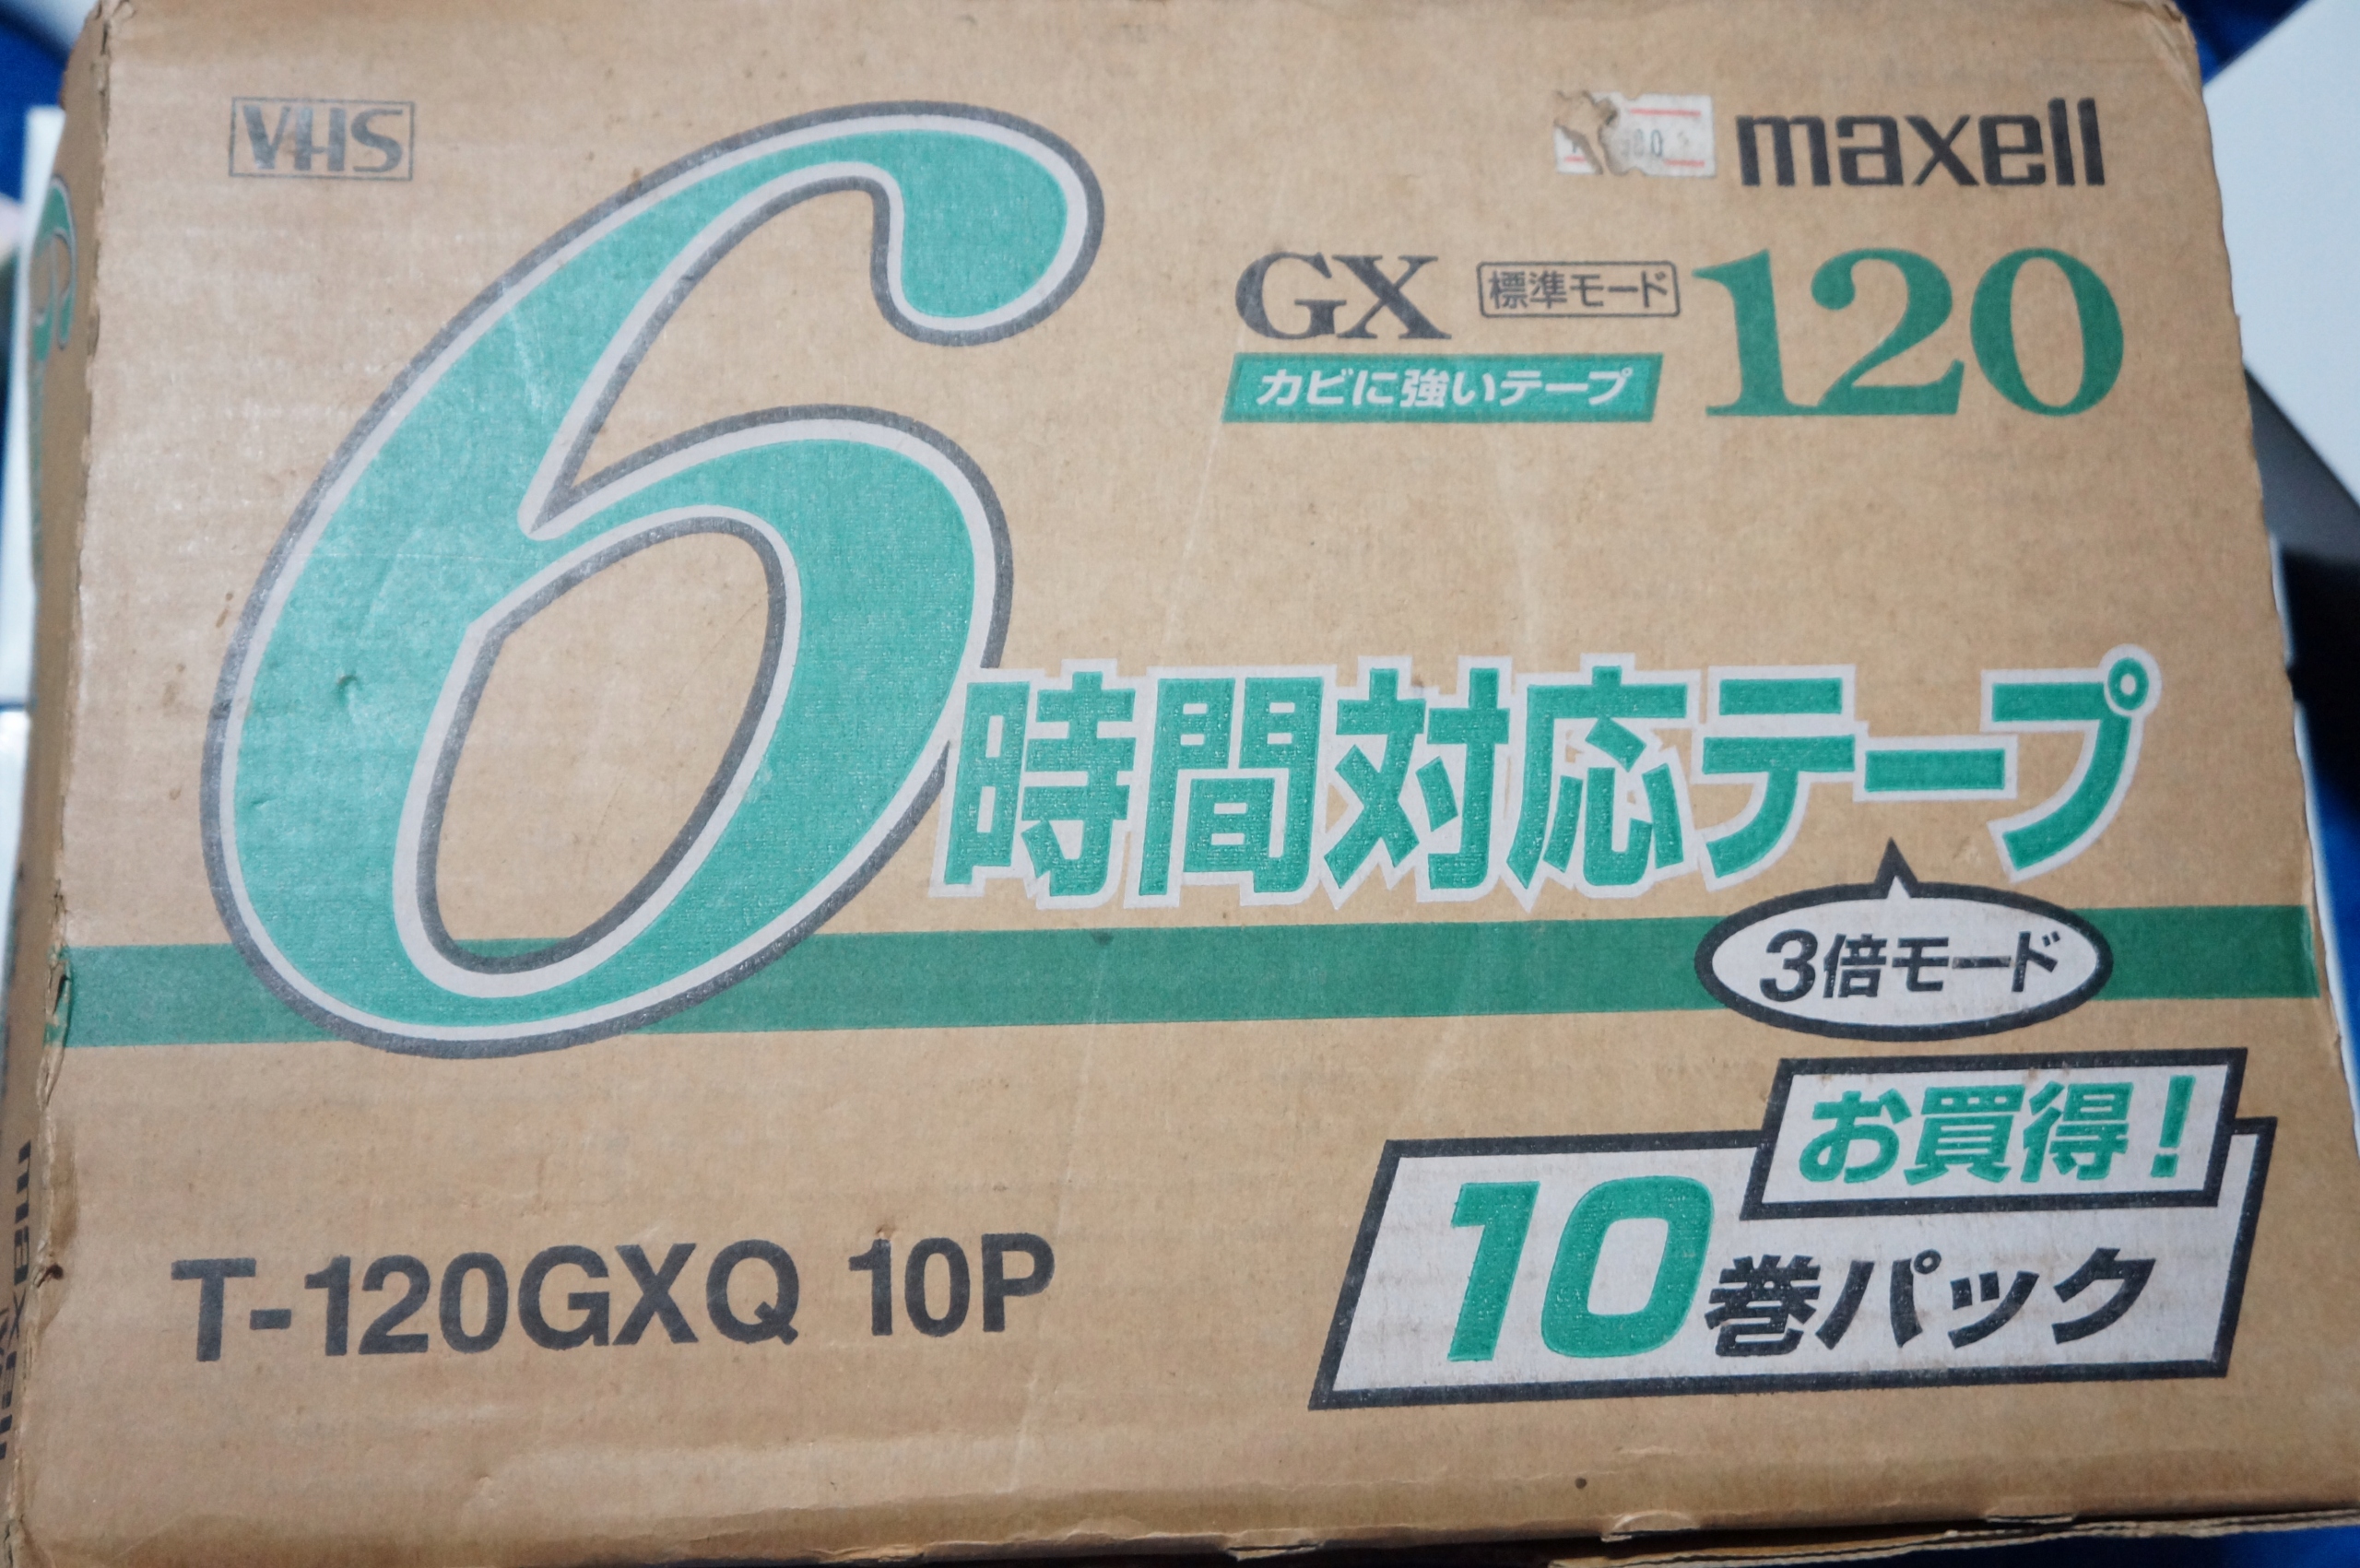 VHS
maxell
GX 標準モード 120
カビに強いテープ
6時間対応テープ
3倍モード
お買得!
10巻パック
T-120GXQ 10P
maxell